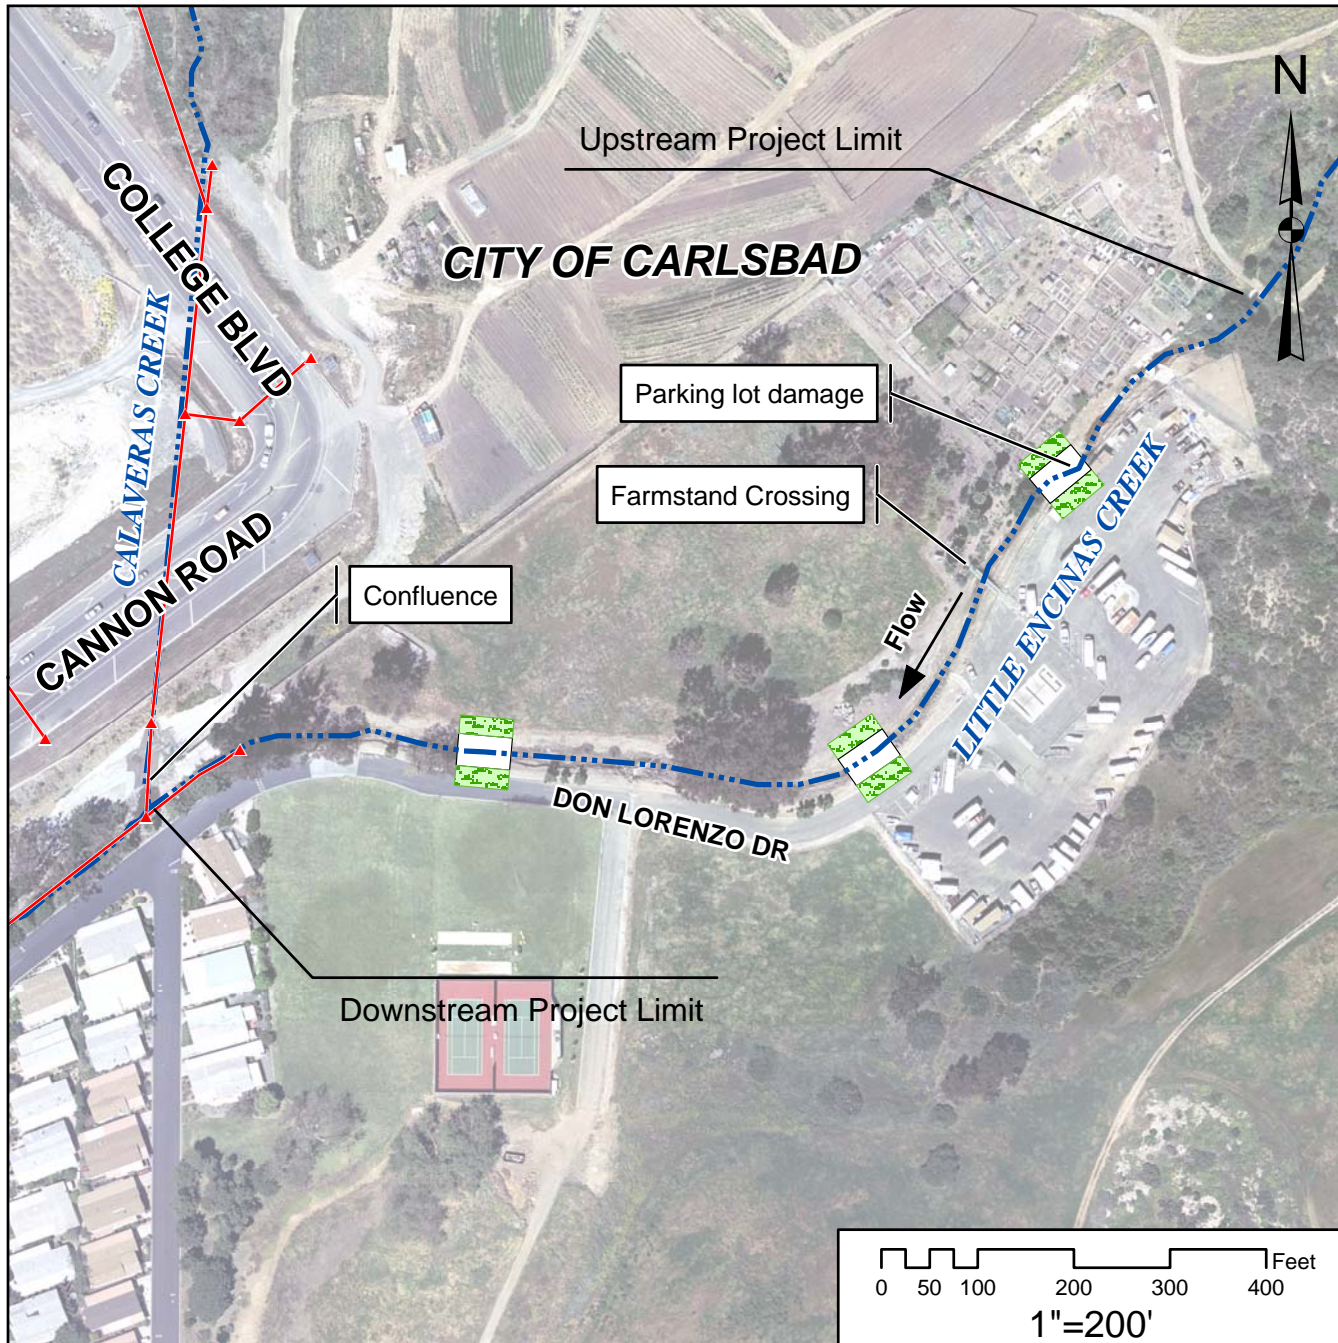 N
Upstream Project Limit
COLLEGE BLVD
CITY OF CARLSBAD
CALAVERAS CREEK
Parking lot damage
Farmstand Crossing
LITTLE ENCINAS CREEK
CANNON ROAD
Confluence
Flow
DON LORENZO DR
Downstream Project Limit
Feet
0 50 100 200 300 400
1"=200'